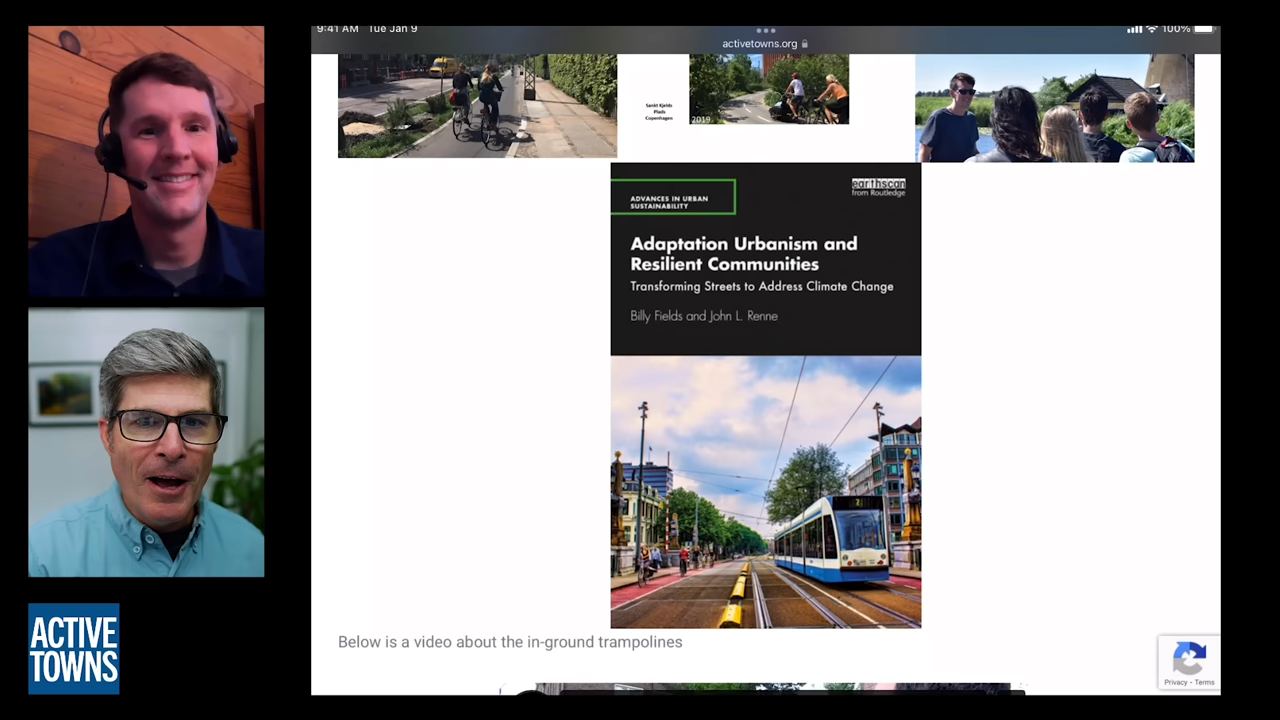 9:41 AM Tue Jan 9
100%
activetowns.org
Sankt Kjelds
Plads
Copenhagen
2019
ADVANCES IN URBAN
SUSTAINABILITY
earthscan
from Routledge
Adaptation Urbanism and
Resilient Communities
Transforming Streets to Address Climate Change
Billy Fields and John L. Renne
2
Below is a video about the in-ground trampolines
ACTIVE
TOWNS
Privacy - Terms